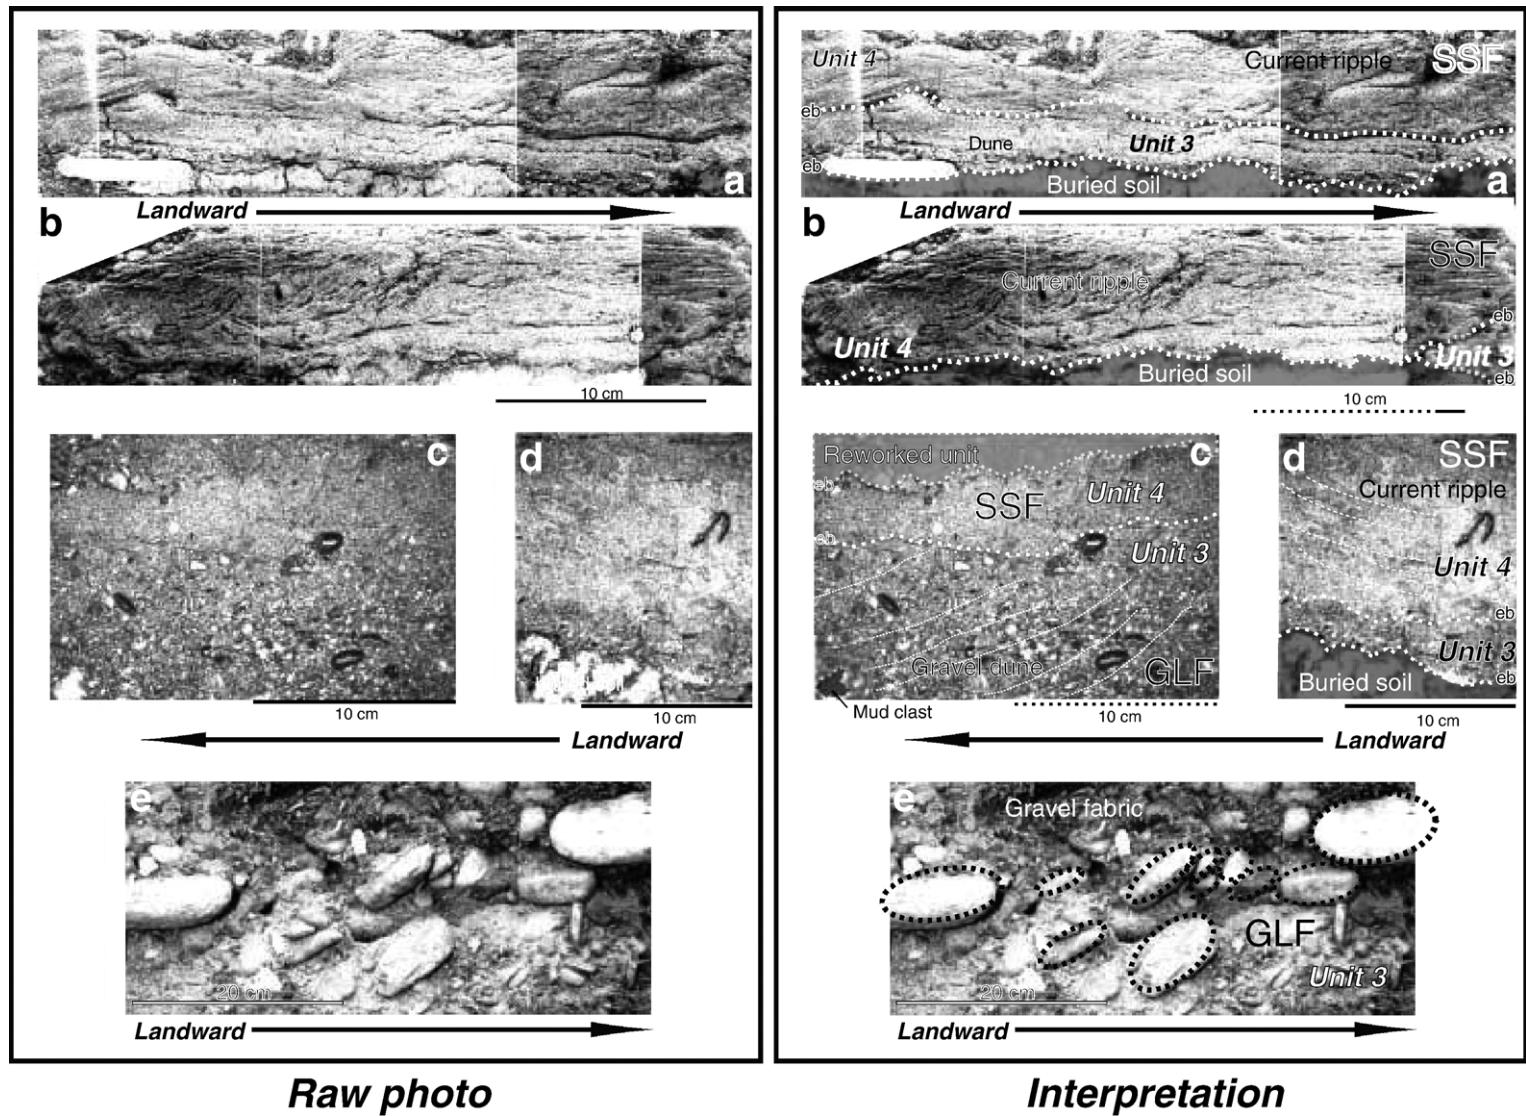 a
Landward
b
10 cm
c
d
10 cm
10 cm
Landward
e
20 cm
Landward
Raw photo
Unit 4
Current ripple
SSF
eb
Dune
Unit 3
eb
Buried soil
a
Landward
b
SSF
Current ripple
eb
Unit 4
Unit 3
Buried soil
eb
10 cm
Reworked unit
c
eb
Unit 4
SSF
eb
Unit 3
Gravel dune
GLF
Mud clast
10 cm
d
SSF
Current ripple
Unit 4
eb
Unit 3
eb
Buried soil
10 cm
Landward
e
Gravel fabric
GLF
Unit 3
20 cm
Landward
Interpretation